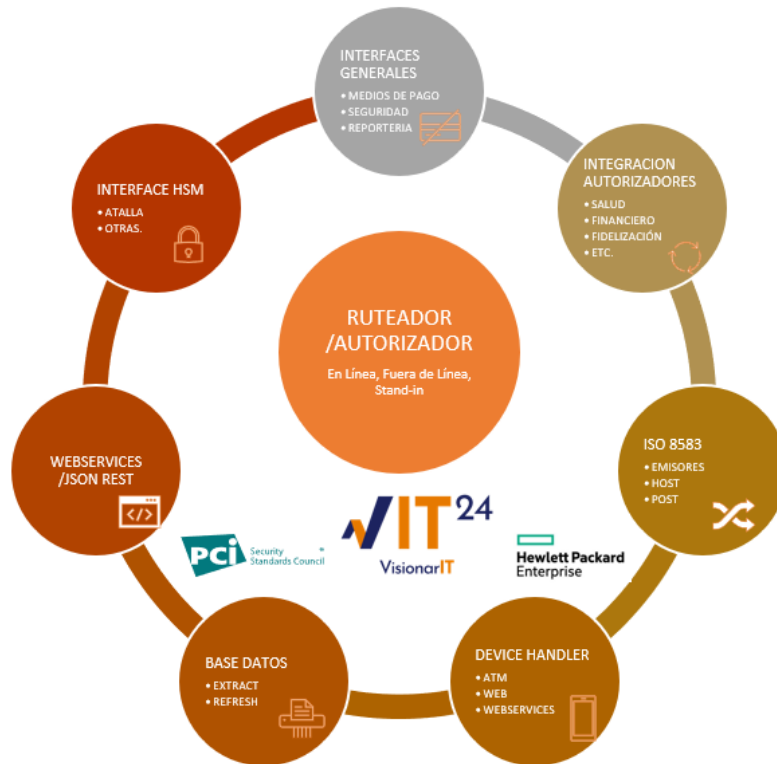 INTERFACES
GENERALES
• MEDIOS DE PAGO
• SEGURIDAD
• REPORTERIA
INTEGRACION
AUTORIZADORES
• SALUD
• FINANCIERO
• FIDELIZACIÓN
• ETC.
ISO 8583
• EMISORES
• HOST
• POST
DEVICE HANDLER
• ATM
• WEB
• WEBSERVICES
BASE DATOS
• EXTRACT
• REFRESH
WEBSERVICES
/JSON REST
</>
INTERFACE HSM
• ATALLA
• OTRAS.
RUTEADOR
/AUTORIZADOR
En Línea, Fuera de Línea,
Stand-in
PCi Security
Standards Council
VIT24
VisionarIT
Hewlett Packard
Enterprise